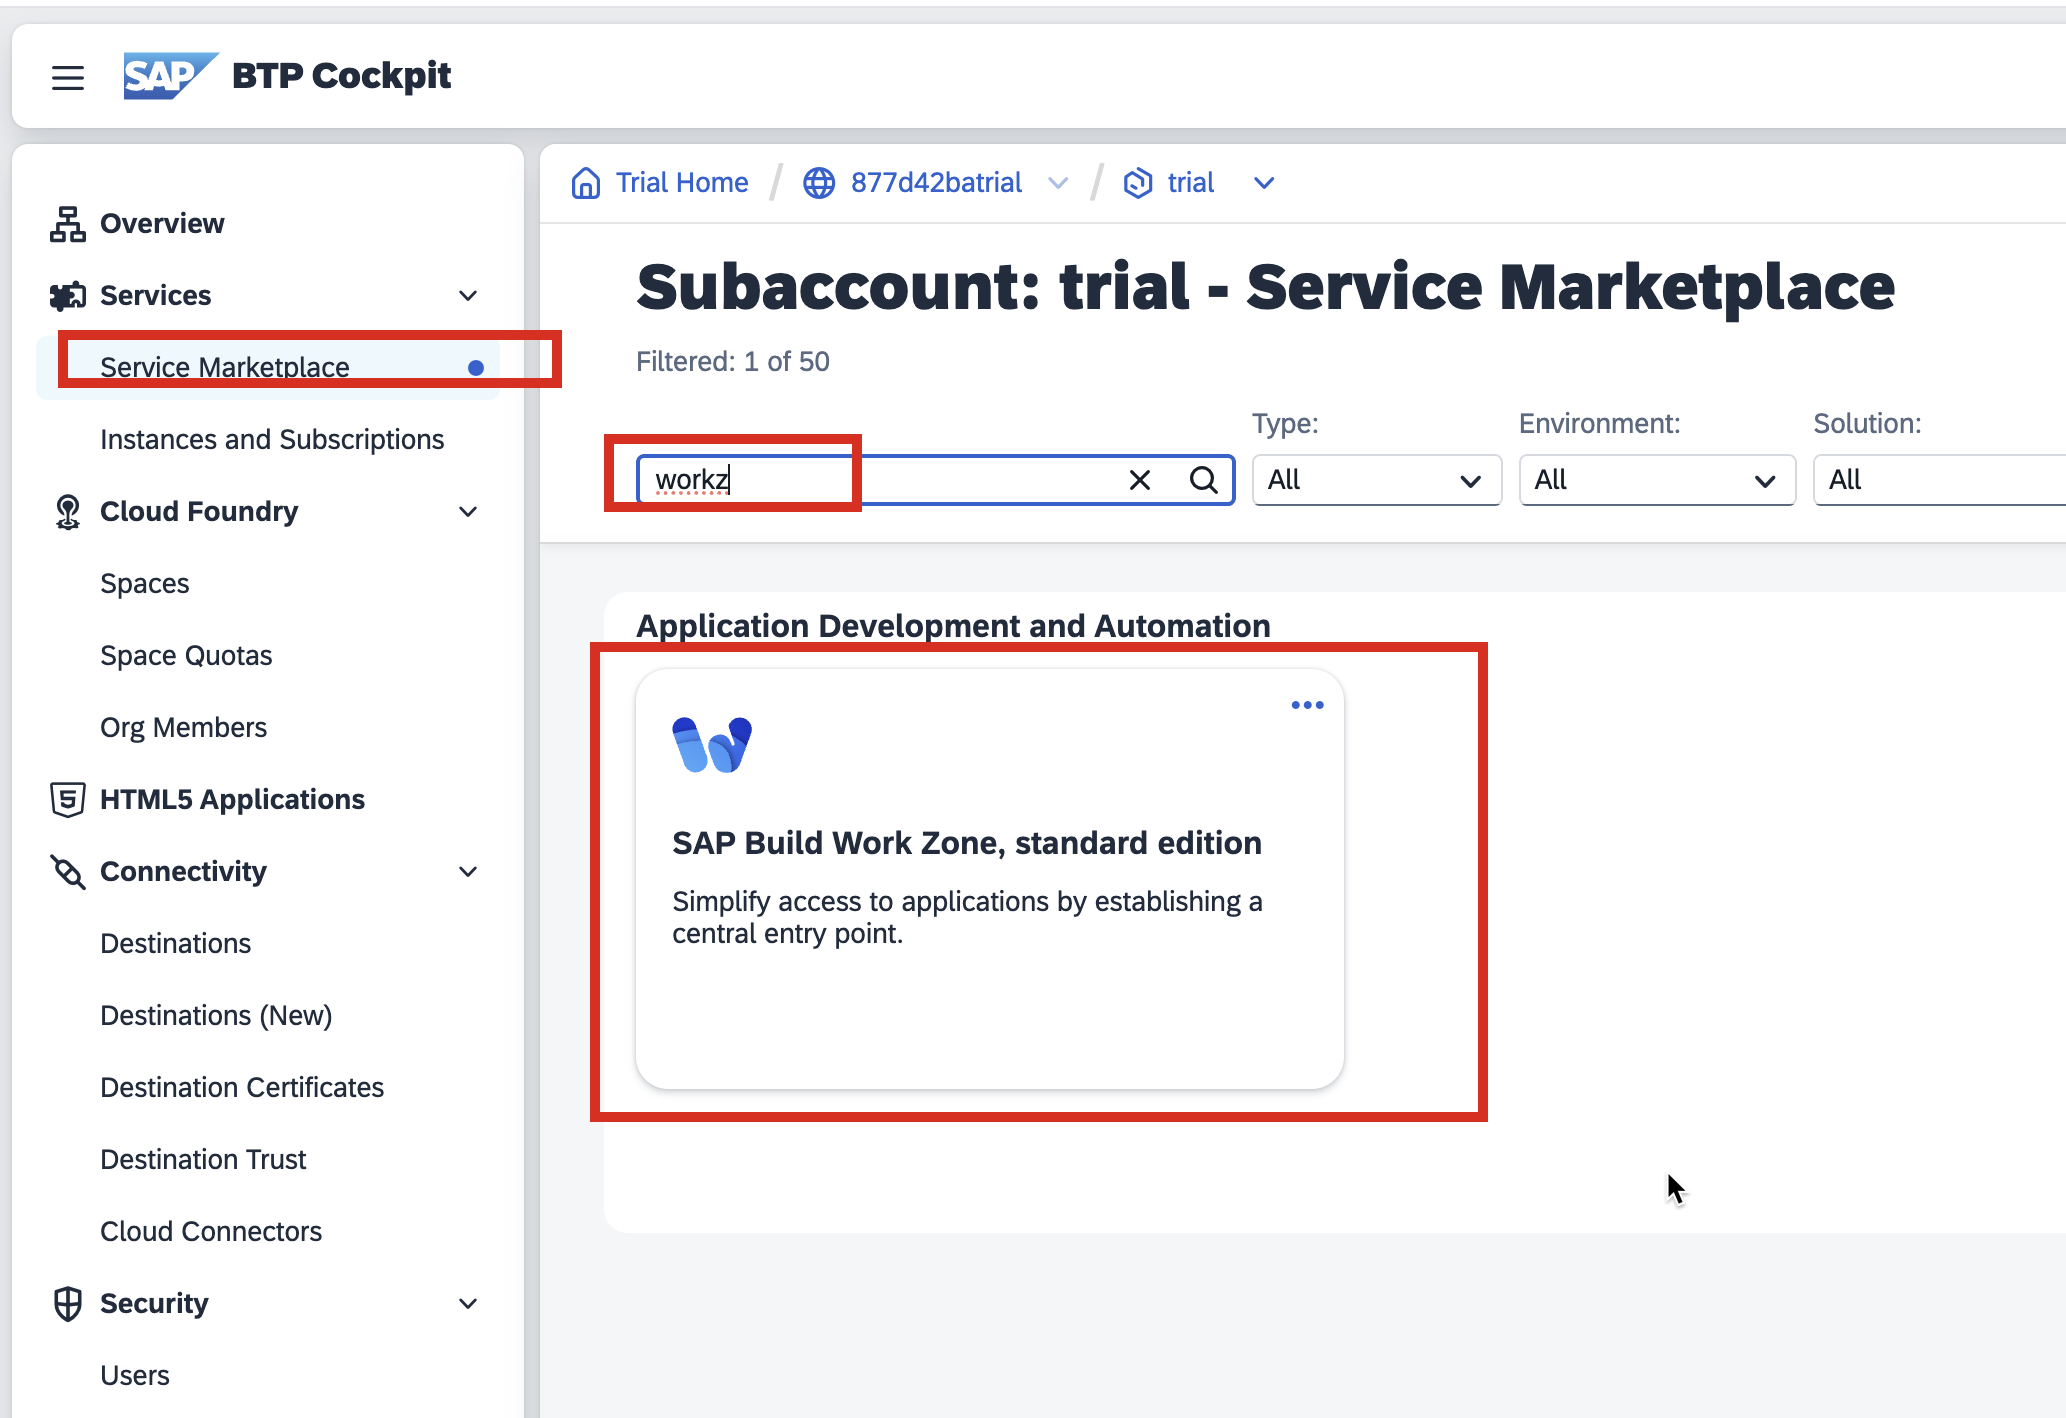 SAP BTP Cockpit
Trial Home / 877d42batrial / trial
Overview
Services
Service Marketplace
Instances and Subscriptions
Cloud Foundry
Spaces
Space Quotas
Org Members
HTML5 Applications
Connectivity
Destinations
Destinations (New)
Destination Certificates
Destination Trust
Cloud Connectors
Security
Users
Subaccount: trial - Service Marketplace
Filtered: 1 of 50
Type: Environment: Solution:
workz All All All
Application Development and Automation
SAP Build Work Zone, standard edition
Simplify access to applications by establishing a
central entry point.